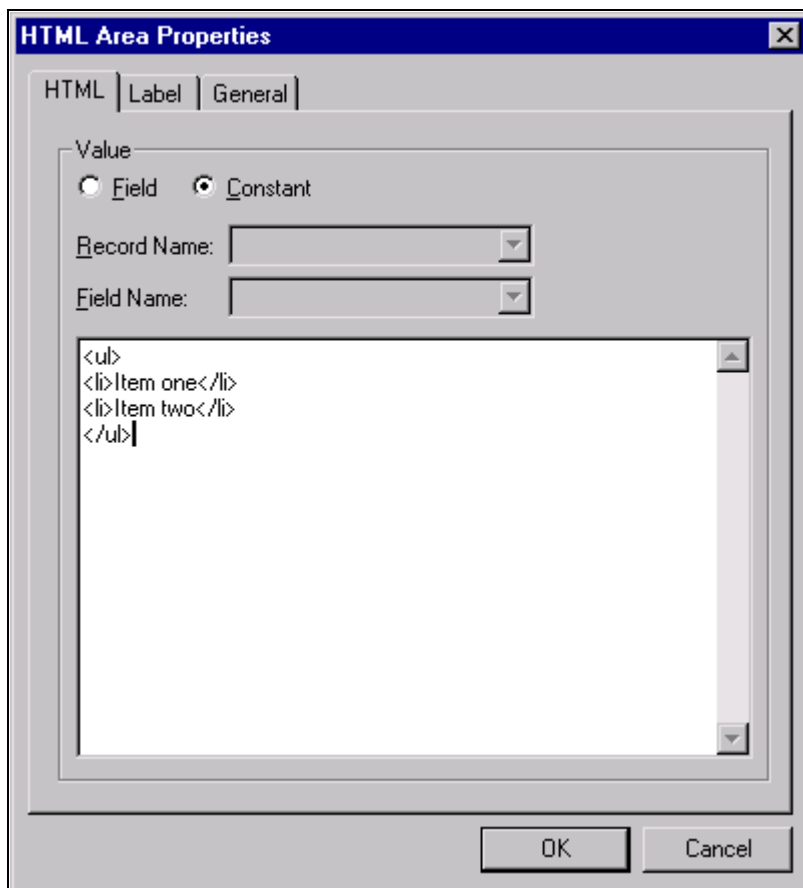 HTML Area Properties
HTML Label General
Value
Field Constant
Record Name:
Field Name:
<ul>
<li>Item one</li>
<li>Item two</li>
</ul>
OK Cancel